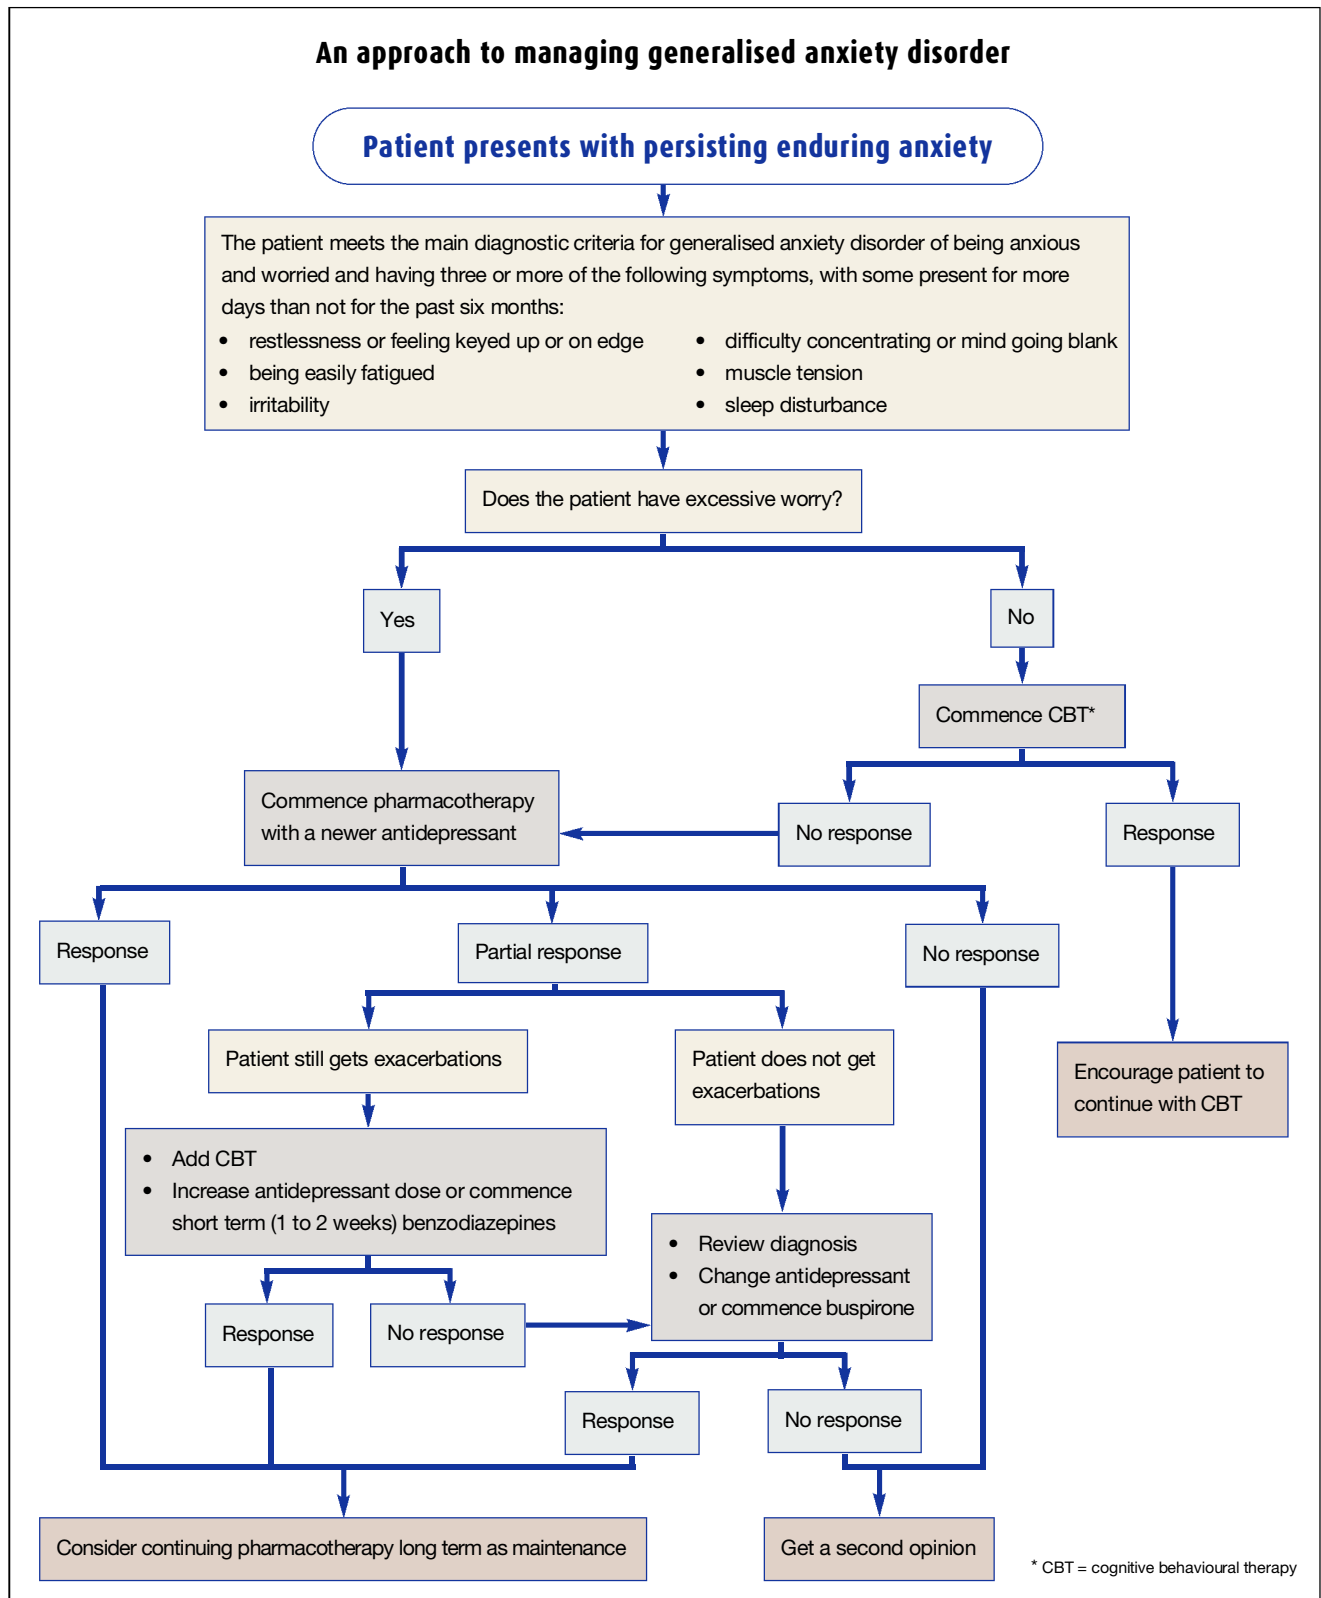 An approach to managing generalised anxiety disorder
Patient presents with persisting enduring anxiety
The patient meets the main diagnostic criteria for generalised anxiety disorder of being anxious
and worried and having three or more of the following symptoms, with some present for more
days than not for the past six months:
• restlessness or feeling keyed up or on edge
• being easily fatigued
• irritability
• difficulty concentrating or mind going blank
• muscle tension
• sleep disturbance
Does the patient have excessive worry?
Yes
No
Commence CBT*
Commence pharmacotherapy
with a newer antidepressant
No response
Response
Response
Partial response
No response
Patient still gets exacerbations
Patient does not get
exacerbations
Encourage patient to
continue with CBT
• Add CBT
• Increase antidepressant dose or commence
short term (1 to 2 weeks) benzodiazepines
• Review diagnosis
• Change antidepressant
or commence buspirone
Response
No response
Response
No response
Consider continuing pharmacotherapy long term as maintenance
Get a second opinion
* CBT = cognitive behavioural therapy